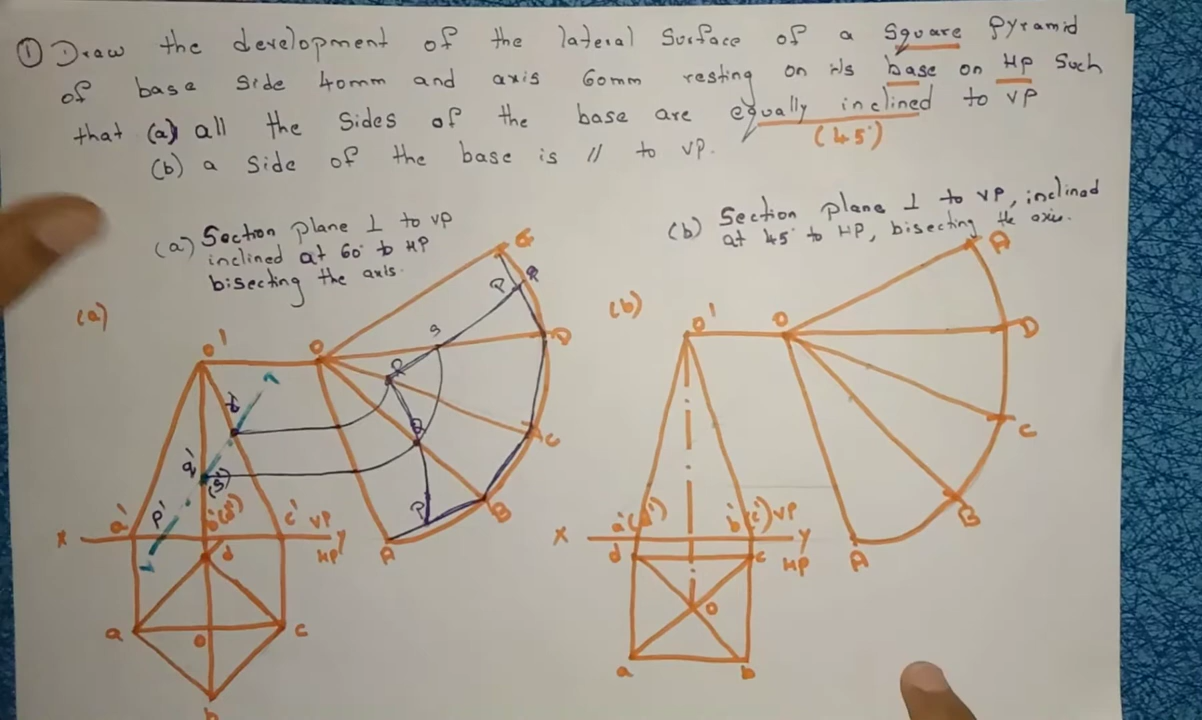 ① Draw the development of the lateral Surface of a Square Pyramid
of base Side 40mm and axis 60mm resting on its base on HP Such
that (a) all the Sides of the base are equally inclined to VP
(45°)
(b) a Side of the base is // to VP.
(a) Section plane ⊥ to VP
inclined at 60° to HP
bisecting the axis.
(b) Section plane ⊥ to VP, inclined
at 45° to HP, bisecting the axis.
(a)
o'
O
A
B
C
D
P
Q
R
S
P
q'
(s')
p'
a'
b'(d')
c'
VP
X
Y
HP
d
a
o
c
b
(b)
o'
O
A
D
C
B
A
a'(d')
b'(c')
VP
X
Y
HP
d
c
o
a
b